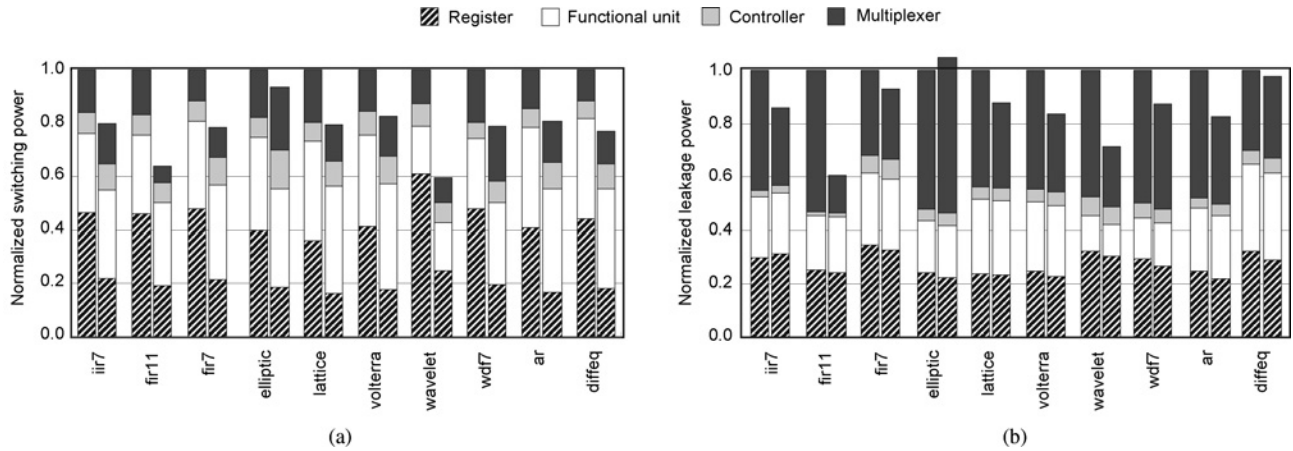 Register Functional unit Controller Multiplexer
Normalized switching power
1.0
0.8
0.6
0.4
0.2
0.0
iir7 fir11 fir7 elliptic lattice volterra wavelet wdf7 ar diffeq
(a)
Normalized leakage power
1.0
0.8
0.6
0.4
0.2
0.0
iir7 fir11 fir7 elliptic lattice volterra wavelet wdf7 ar diffeq
(b)